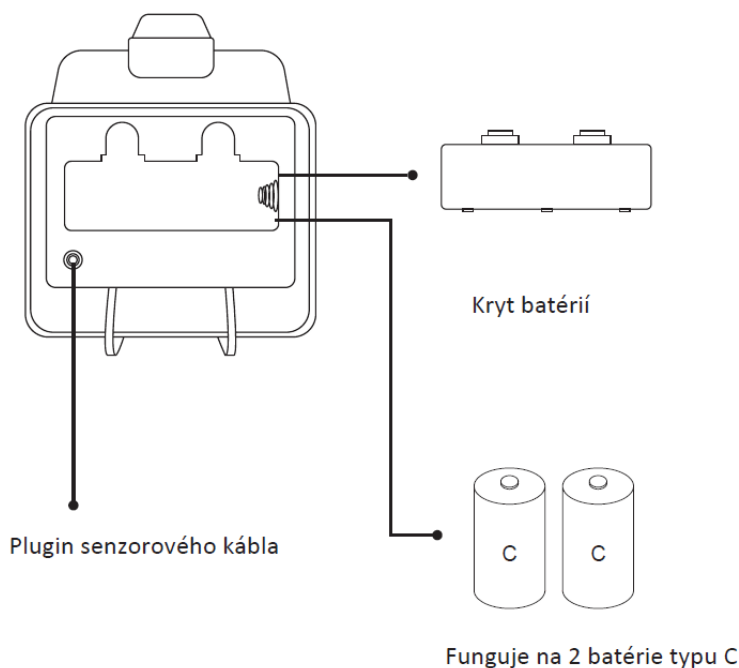 Kryt batérií
Plugin senzorového kábla
C
C
Funguje na 2 batérie typu C